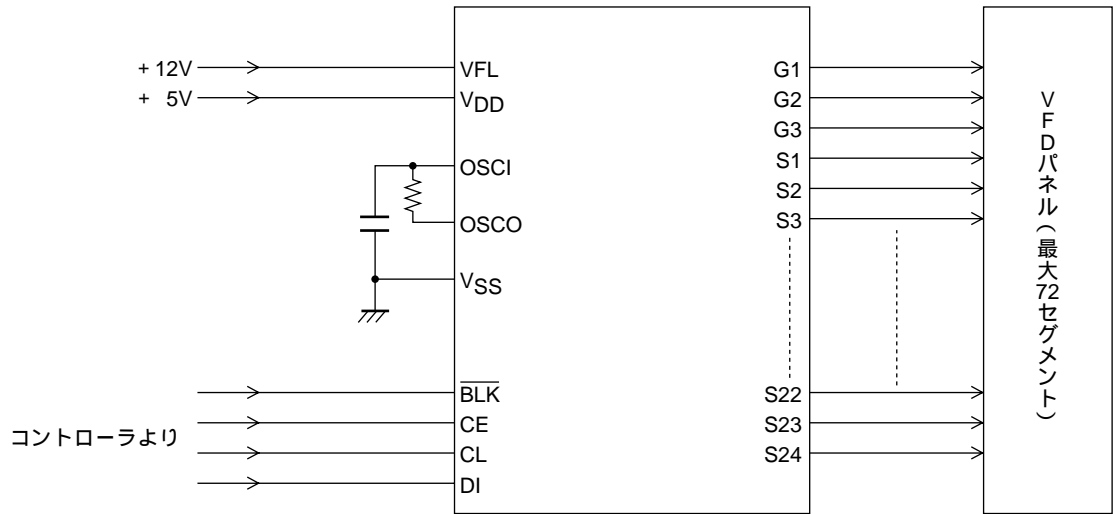 + 12V
+ 5V
VFL
VDD
OSCI
OSCO
VSS
BLK
CE
CL
DI
コントローラより
G1
G2
G3
S1
S2
S3
S22
S23
S24
VFDパネル(最大72セグメント)